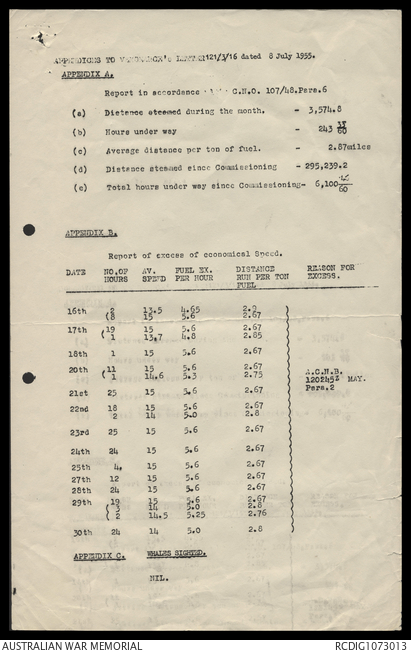 APPENDICES TO LETTER 121/3/16 dated 8 July 1955.
APPENDIX A.
Report in accordance C.N.O. 107/48.Para.6
(a) Distance steamed during the month. - 3,574.8
(b) Hours under way - 243 /60
(c) Average distance per ton of fuel. - 2.87miles
(d) Distance steamed since Commissioning - 295,239.2
(e) Total hours under way since Commissioning- 6,100 /60
APPENDIX B.
Report of excess of economical Speed.
DATE NO.OF AV. FUEL EX. DISTANCE REASON FOR
HOURS SPEED PER HOUR RUN PER TON EXCESS.
FUEL
16th 2 13.5 4.65 2.9
(8 15 5.6 2.67
17th (19 15 5.6 2.67
1 13.7 4.8 2.85
18th 1 15 5.6 2.67
20th (11 15 5.6 2.67
1 14.6 5.3 2.75
A.C.N.B.
120245Z MAY.
Para.2
21st 25 15 5.6 2.67
22nd 18 15 5.6 2.67
( 2 14 5.0 2.8
23rd 25 15 5.6 2.67
24th 24 15 5.6 2.67
25th 4 15 5.6 2.67
27th 12 15 5.6 2.67
28th 24 15 5.6 2.67
29th 19 15 5.6 2.67
( 3 14 5.0 2.8
( 2 14.5 5.25 2.76
30th 24 14 5.0 2.8
APPENDIX C. WHALES SIGHTED.
NIL.
AUSTRALIAN WAR MEMORIAL RCDIG1073013